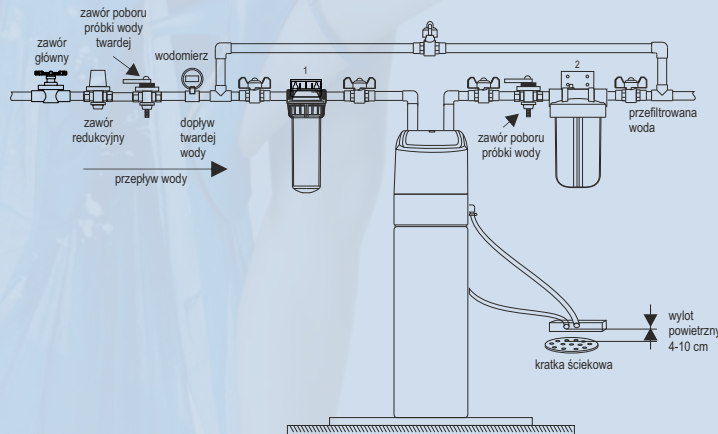 zawór
główny
zawór poboru
próbki wody
twardej
wodomierz
1
2
zawór
redukcyjny
dopływ
twardej
wody
przepływ wody
zawór poboru
próbki wody
przefiltrowana
woda
wylot
powietrzny
4-10 cm
kratka ściekowa